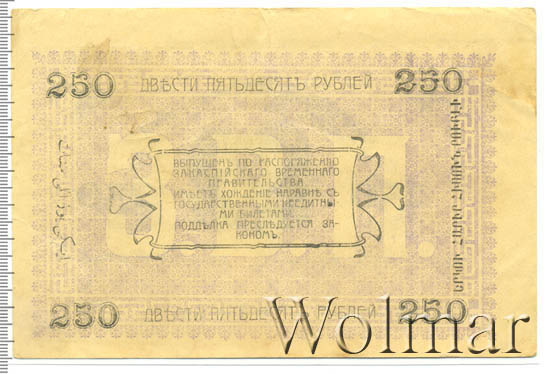 250 ДВѢСТИ ПЯТЬДЕСЯТЪ РУБЛЕЙ 250
ВЫПУЩЕНЪ ПО РАСПОРЯЖЕНІЮ
ЗАКАСПІЙСКАГО ВРЕМЕННАГО
ПРАВИТЕЛЬСТВА
ИМѢЕТЪ ХОЖДЕНІЕ НАРАВНѢ СЪ
ГОСУДАРСТВЕННЫМИ КРЕДИТНЫ-
МИ БИЛЕТАМИ.
ПОДДѢЛКА ПРЕСЛѢДУЕТСЯ ЗА-
КОНОМЪ.
250 ДВѢСТИ ПЯТЬДЕСЯТЪ РУБЛЕЙ 250
Wolmar